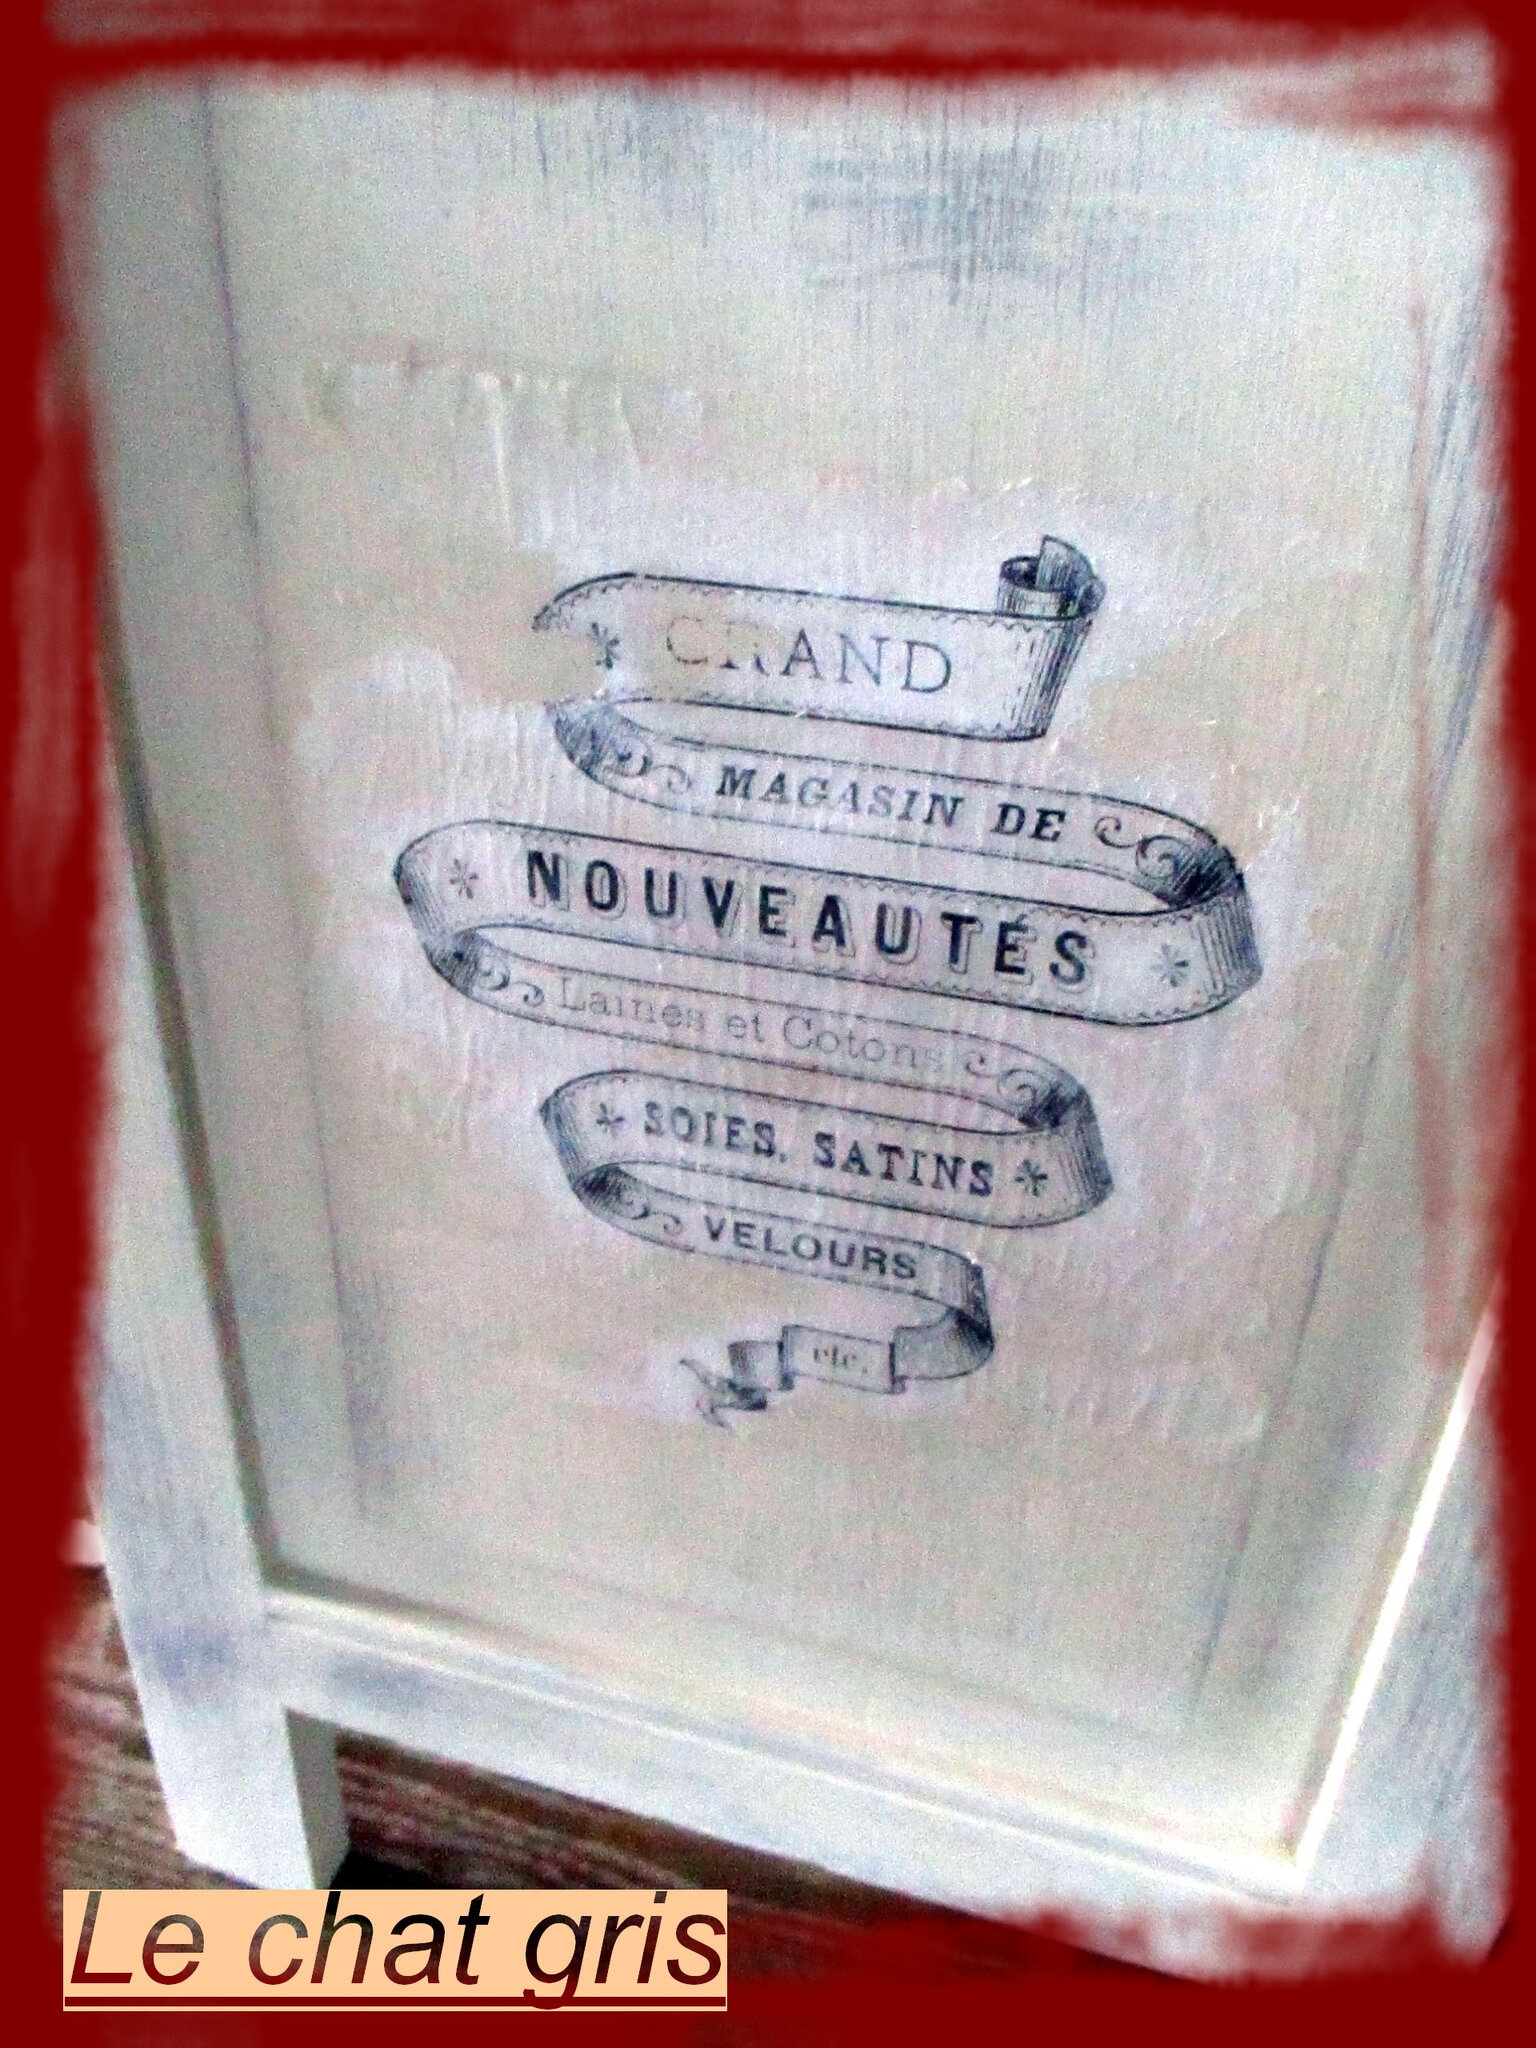 GRAND
MAGASIN DE
NOUVEAUTÉS
Laines et Cotons
SOIES, SATINS
VELOURS
etc.
Le chat gris